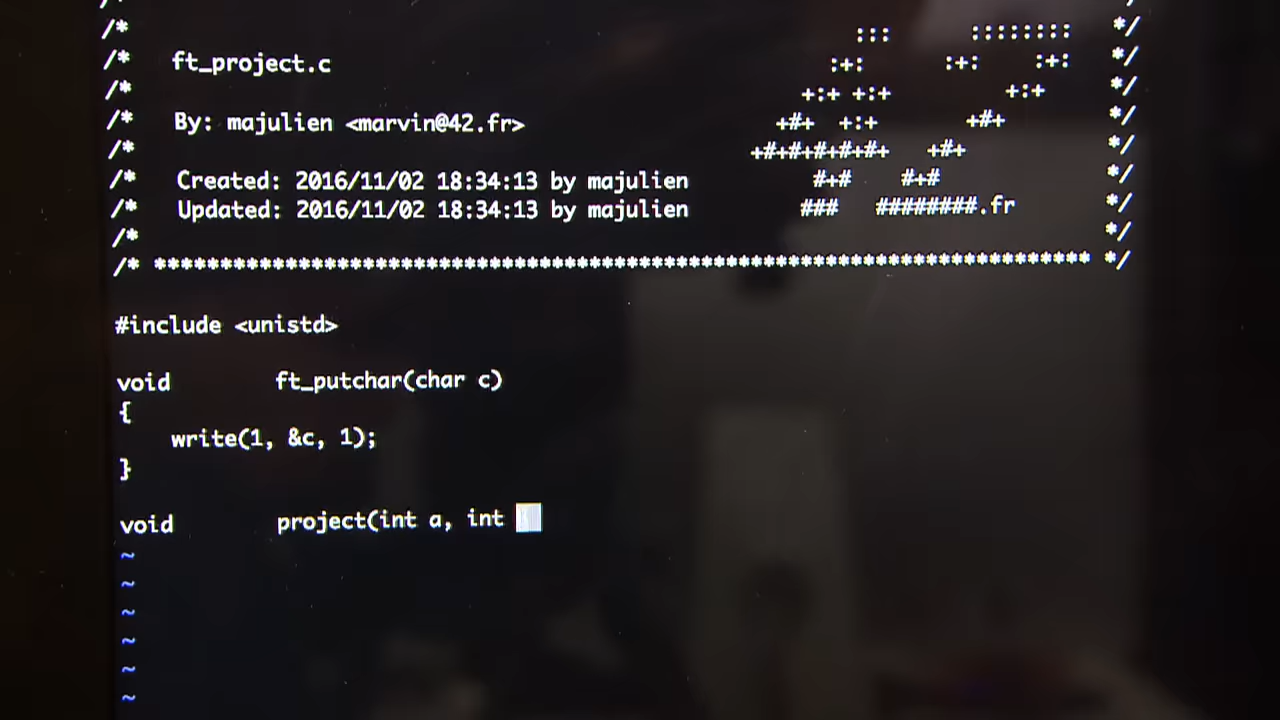 /* ::: :::::::: */
/* ft_project.c :+: :+: :+: */
/* +:+ +:+ +:+ */
/* By: majulien <marvin@42.fr> +#+ +:+ +#+ */
/* +#+#+#+#+#+ +#+ */
/* Created: 2016/11/02 18:34:13 by majulien #+# #+# */
/* Updated: 2016/11/02 18:34:13 by majulien ### ########.fr */
/* */
/* ************************************************************************ */
#include <unistd>
void ft_putchar(char c)
{
write(1, &c, 1);
}
void project(int a, int
~
~
~
~
~
~